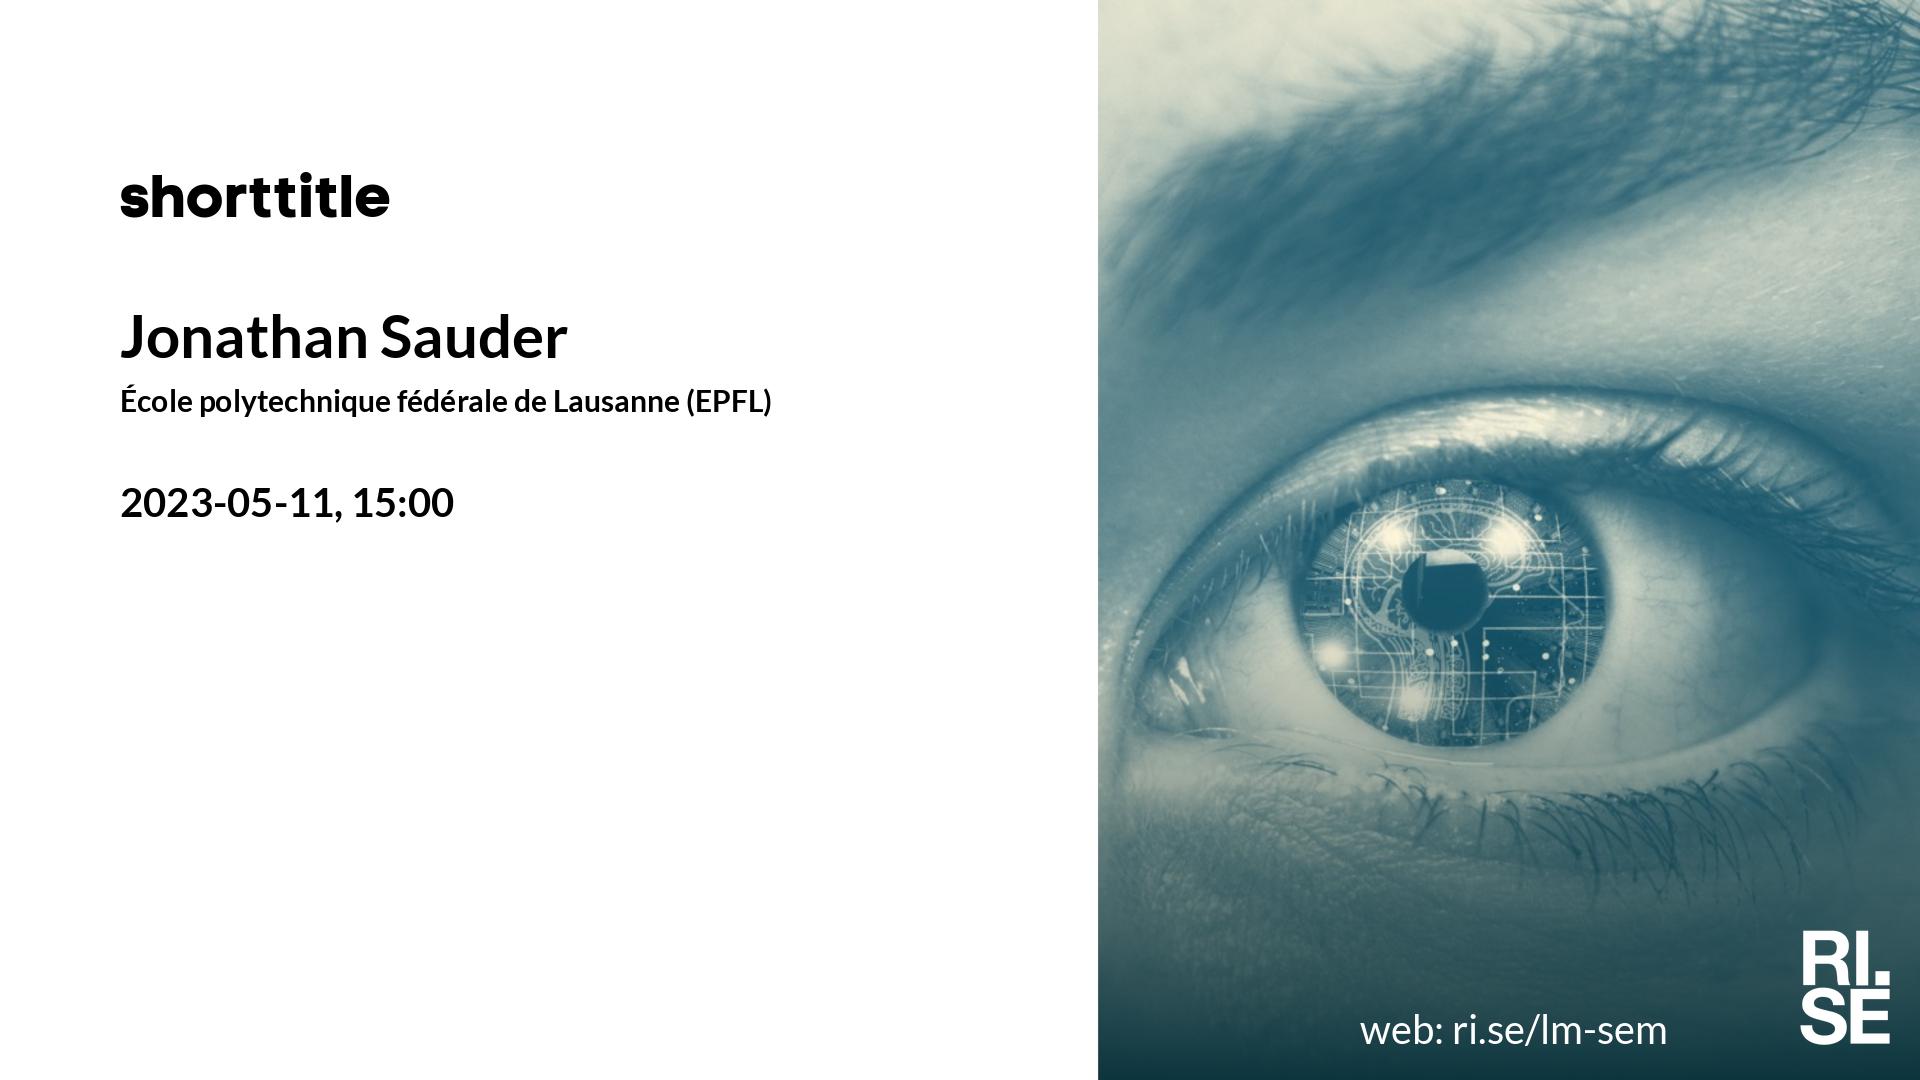 shorttitle
Jonathan Sauder
École polytechnique fédérale de Lausanne (EPFL)
2023-05-11, 15:00
web: ri.se/lm-sem
RI.
SE